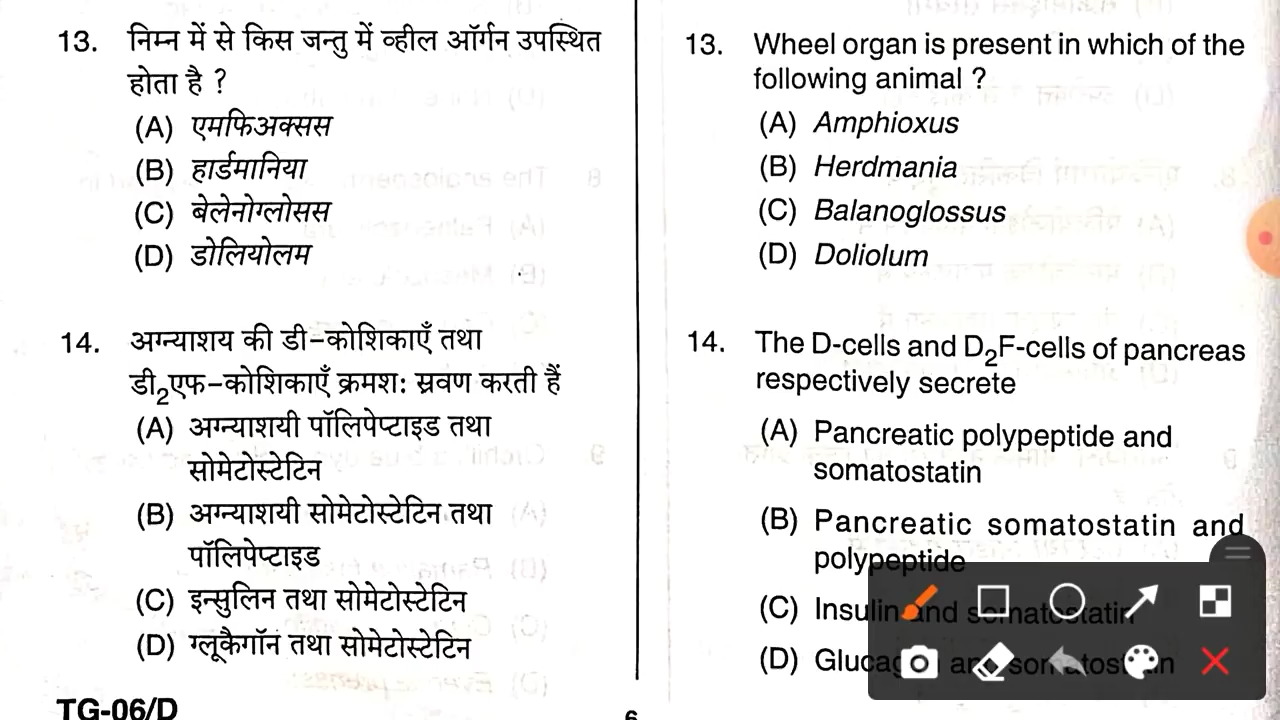 13. निम्न में से किस जन्तु में व्हील ऑर्गन उपस्थित
होता है ?
(A) एमफिअक्सस
(B) हार्डमानिया
(C) बेलेनोग्लोसस
(D) डोलियोलम
14. अग्न्याशय की डी-कोशिकाएँ तथा
डी2एफ-कोशिकाएँ क्रमशः स्रवण करती हैं
(A) अग्न्याशयी पॉलिपेप्टाइड तथा
सोमेटोस्टेटिन
(B) अग्न्याशयी सोमेटोस्टेटिन तथा
पॉलिपेप्टाइड
(C) इन्सुलिन तथा सोमेटोस्टेटिन
(D) ग्लूकैगॉन तथा सोमेटोस्टेटिन
TG-06/D
6
13. Wheel organ is present in which of the
following animal ?
(A) Amphioxus
(B) Herdmania
(C) Balanoglossus
(D) Doliolum
14. The D-cells and D2F-cells of pancreas
respectively secrete
(A) Pancreatic polypeptide and
somatostatin
(B) Pancreatic somatostatin and
polypeptide
(C) Insulin and somatostatin
(D)